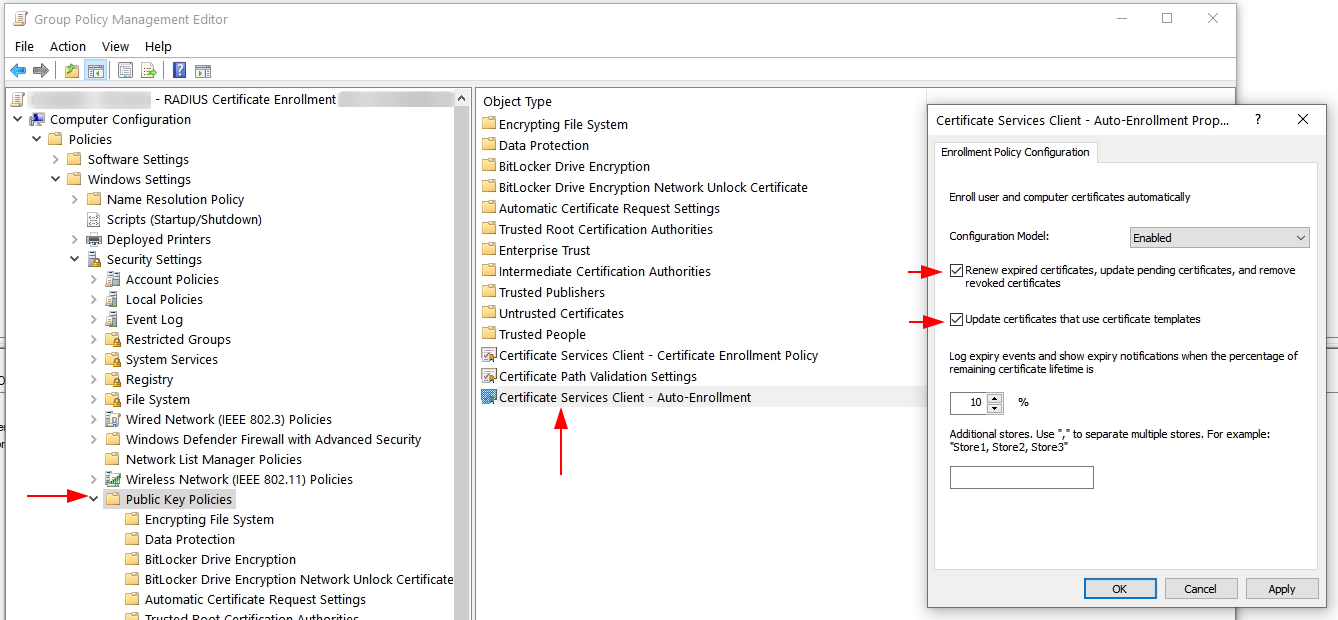 Group Policy Management Editor
File Action View Help
- RADIUS Certificate Enrollment
Computer Configuration
Policies
Software Settings
Windows Settings
Name Resolution Policy
Scripts (Startup/Shutdown)
Deployed Printers
Security Settings
Account Policies
Local Policies
Event Log
Restricted Groups
System Services
Registry
File System
Wired Network (IEEE 802.3) Policies
Windows Defender Firewall with Advanced Security
Network List Manager Policies
Wireless Network (IEEE 802.11) Policies
Public Key Policies
Encrypting File System
Data Protection
BitLocker Drive Encryption
BitLocker Drive Encryption Network Unlock Certificate
Automatic Certificate Request Settings
Trusted Root Certification Authorities
Object Type
Encrypting File System
Data Protection
BitLocker Drive Encryption
BitLocker Drive Encryption Network Unlock Certificate
Automatic Certificate Request Settings
Trusted Root Certification Authorities
Enterprise Trust
Intermediate Certification Authorities
Trusted Publishers
Untrusted Certificates
Trusted People
Certificate Services Client - Certificate Enrollment Policy
Certificate Path Validation Settings
Certificate Services Client - Auto-Enrollment
Certificate Services Client - Auto-Enrollment Prop... ?
Enrollment Policy Configuration
Enroll user and computer certificates automatically
Configuration Model: Enabled
Renew expired certificates, update pending certificates, and remove
revoked certificates
Update certificates that use certificate templates
Log expiry events and show expiry notifications when the percentage of
remaining certificate lifetime is
10 %
Additional stores. Use "," to separate multiple stores. For example:
"Store1, Store2, Store3"
OK Cancel Apply